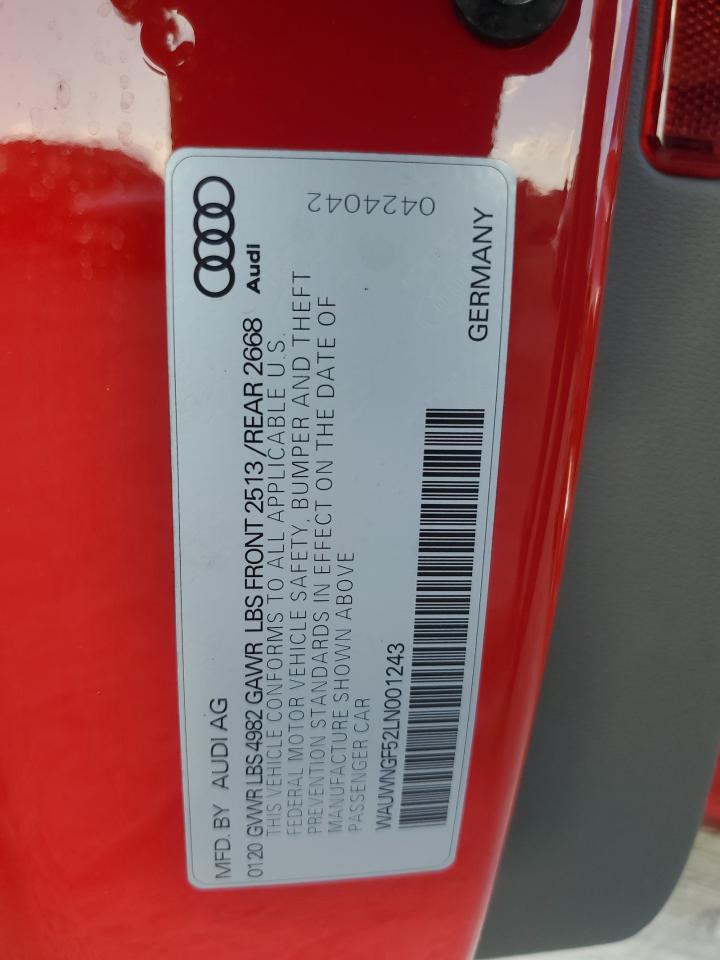 MFD. BY AUDI AG
Audi
0120 GVWR LBS 4982 GAWR LBS FRONT 2513 /REAR 2668
THIS VEHICLE CONFORMS TO ALL APPLICABLE U.S.
FEDERAL MOTOR VEHICLE SAFETY, BUMPER AND THEFT
PREVENTION STANDARDS IN EFFECT ON THE DATE OF
MANUFACTURE SHOWN ABOVE
PASSENGER CAR
WAUWNGF52LN001243
GERMANY
0424042